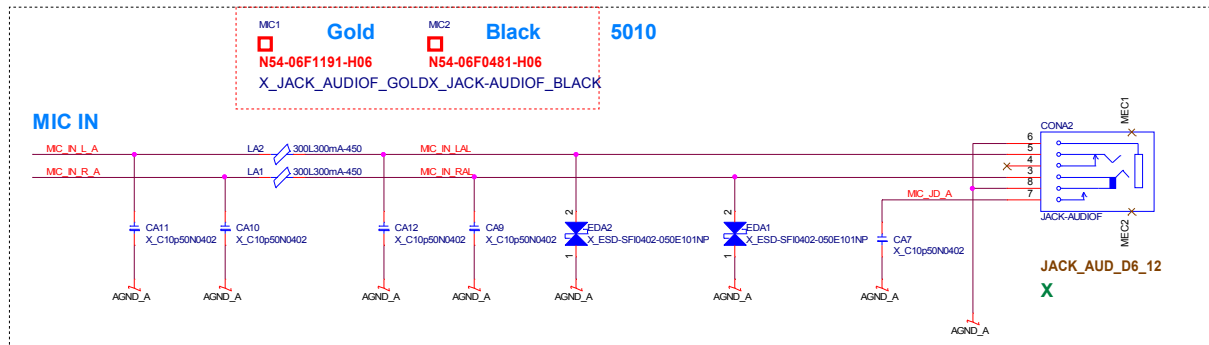 MIC1 Gold MIC2 Black 5010
N54-06F1191-H06 N54-06F0481-H06
X_JACK_AUDIOF_GOLDX_JACK-AUDIOF_BLACK
MIC IN
MEC1
CONA2
MIC_IN_L_A LA2 300L300mA-450 MIC_IN_LAL
MIC_IN_R_A LA1 300L300mA-450 MIC_IN_RAL
6
5
4
3
8
7
MIC_JD_A
JACK-AUDIOF
MEC2
2 2
CA11 CA10 CA12 CA9 EDA2 EDA1 CA7
X_C10p50N0402 X_C10p50N0402 X_C10p50N0402 X_C10p50N0402 X_ESD-SFI0402-050E101NP X_ESD-SFI0402-050E101NP X_C10p50N0402
1 1
JACK_AUD_D6_12
X
AGND_A AGND_A AGND_A AGND_A AGND_A AGND_A AGND_A
AGND_A